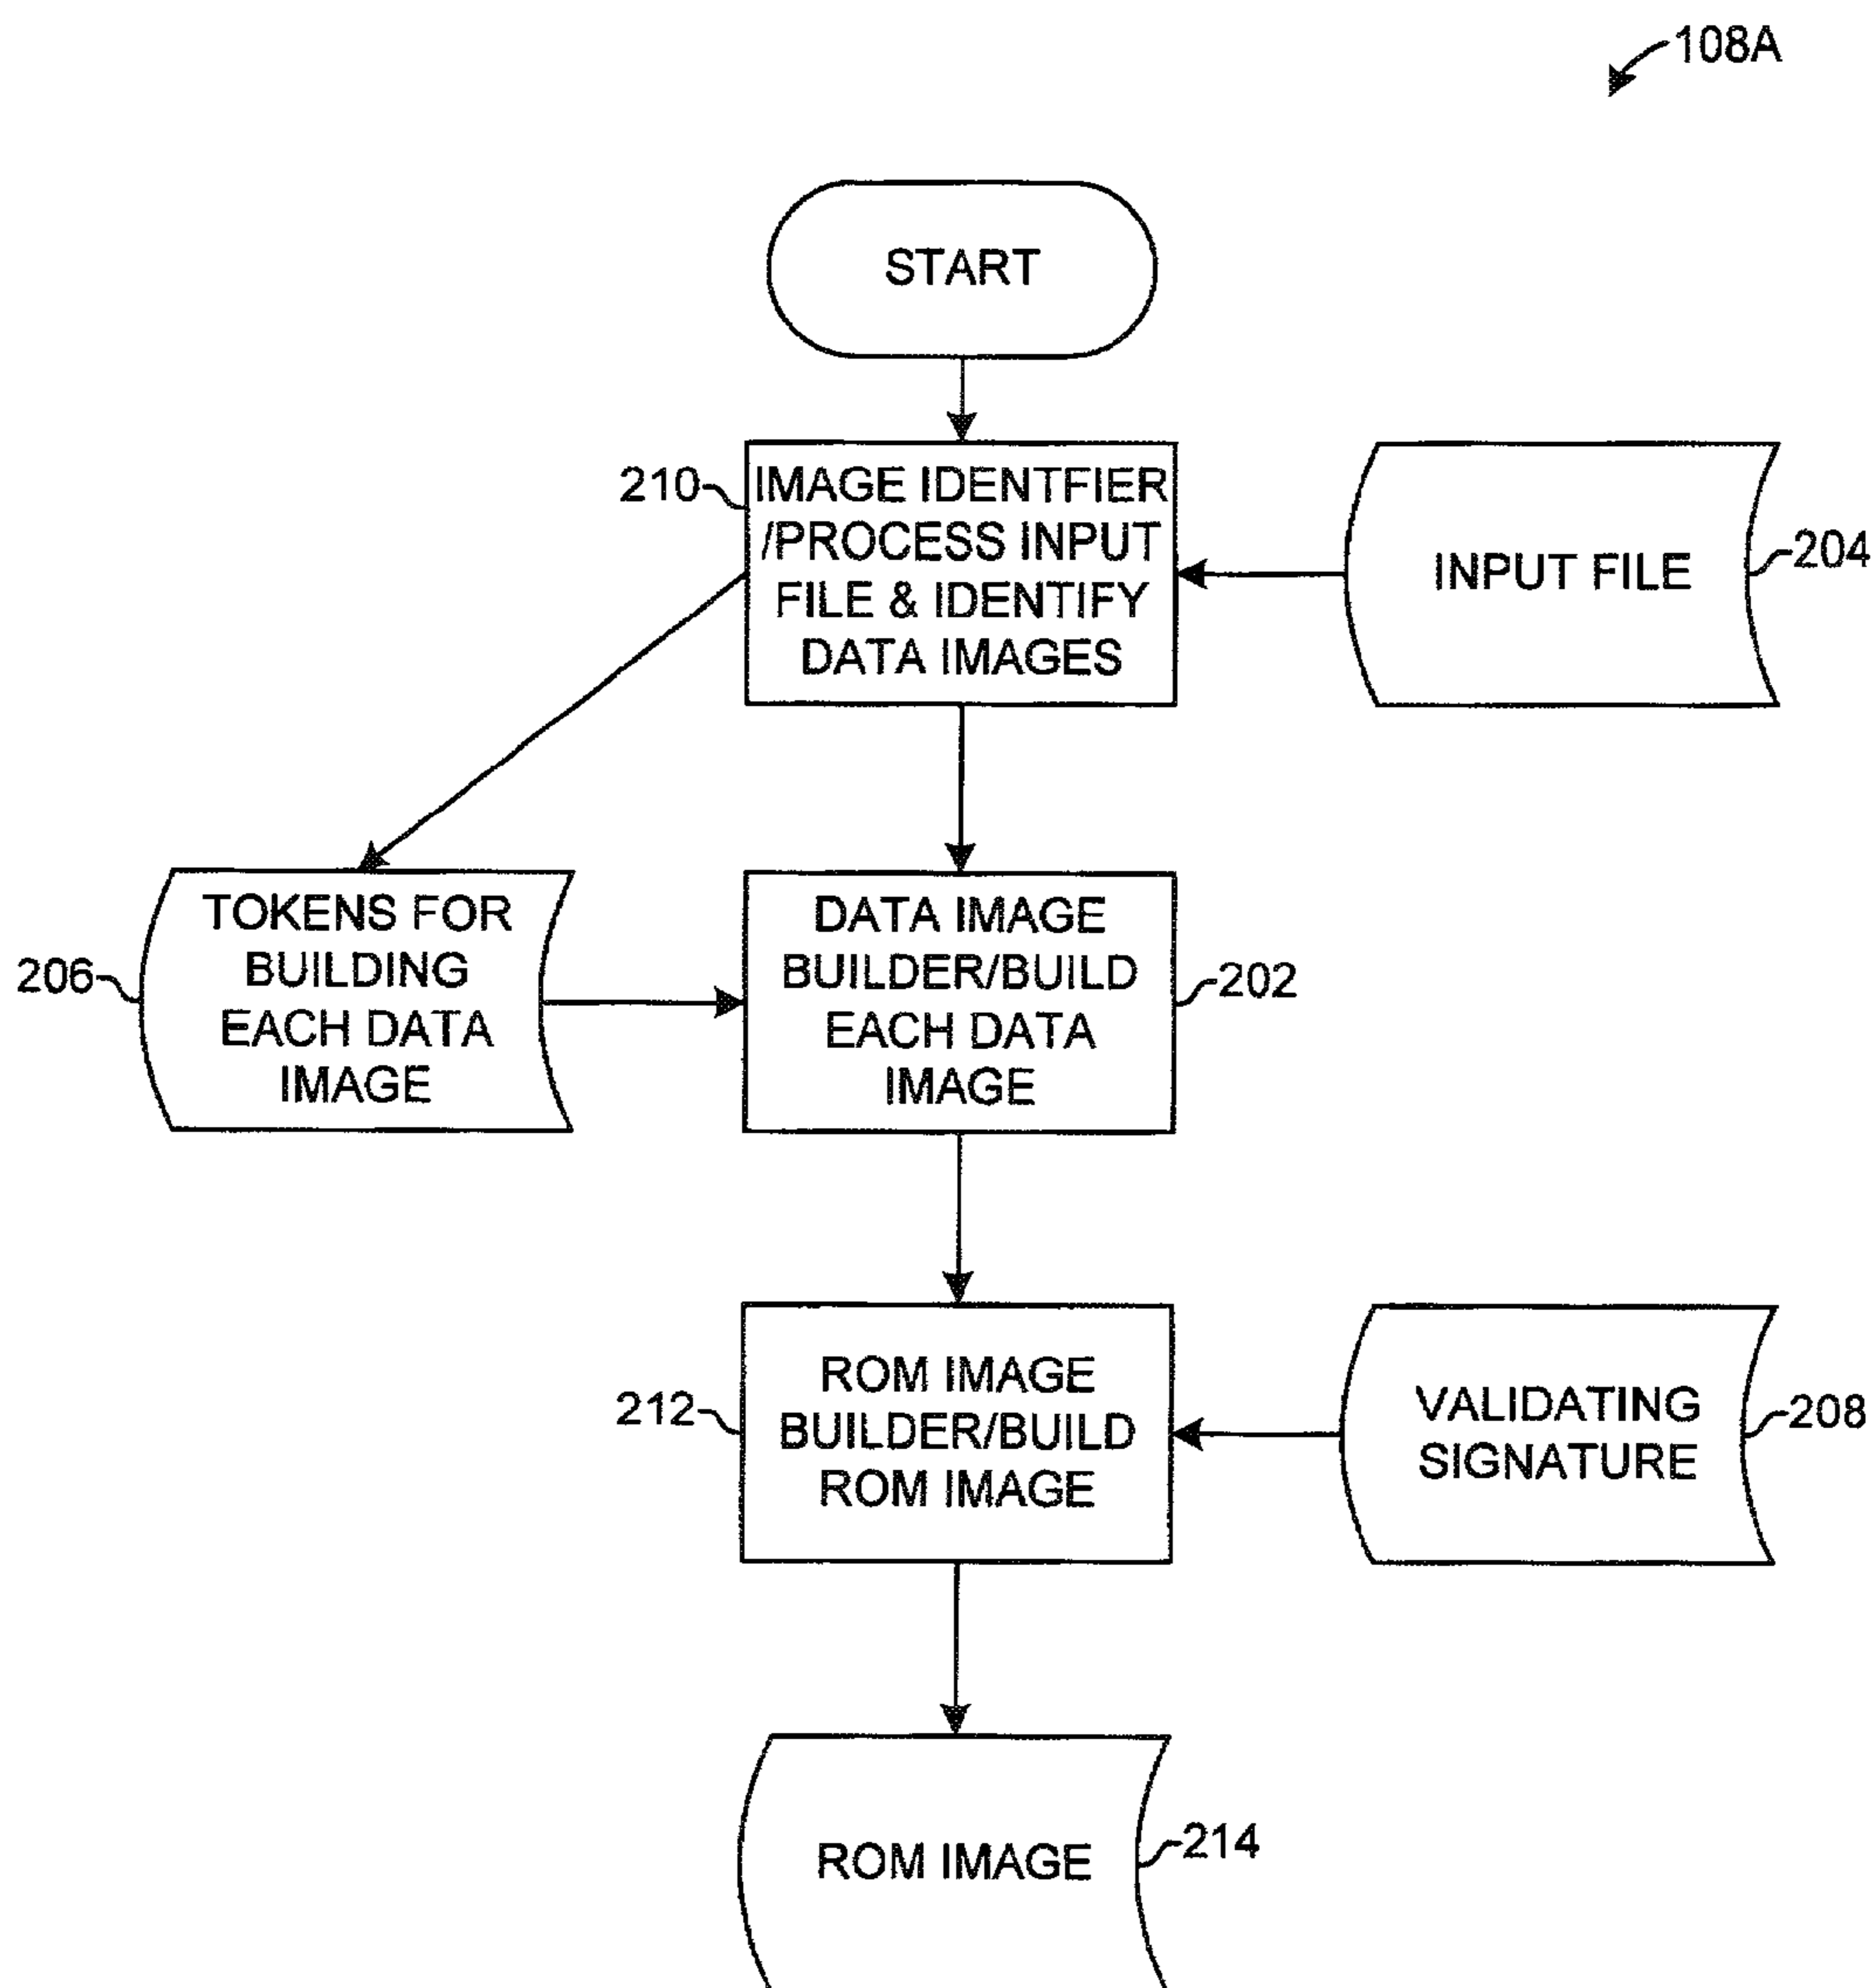 108A
START
210
IMAGE IDENTFIER
/PROCESS INPUT
FILE & IDENTIFY
DATA IMAGES
INPUT FILE
204
206
TOKENS FOR
BUILDING
EACH DATA
IMAGE
DATA IMAGE
BUILDER/BUILD
EACH DATA
IMAGE
202
212
ROM IMAGE
BUILDER/BUILD
ROM IMAGE
VALIDATING
SIGNATURE
208
ROM IMAGE
214